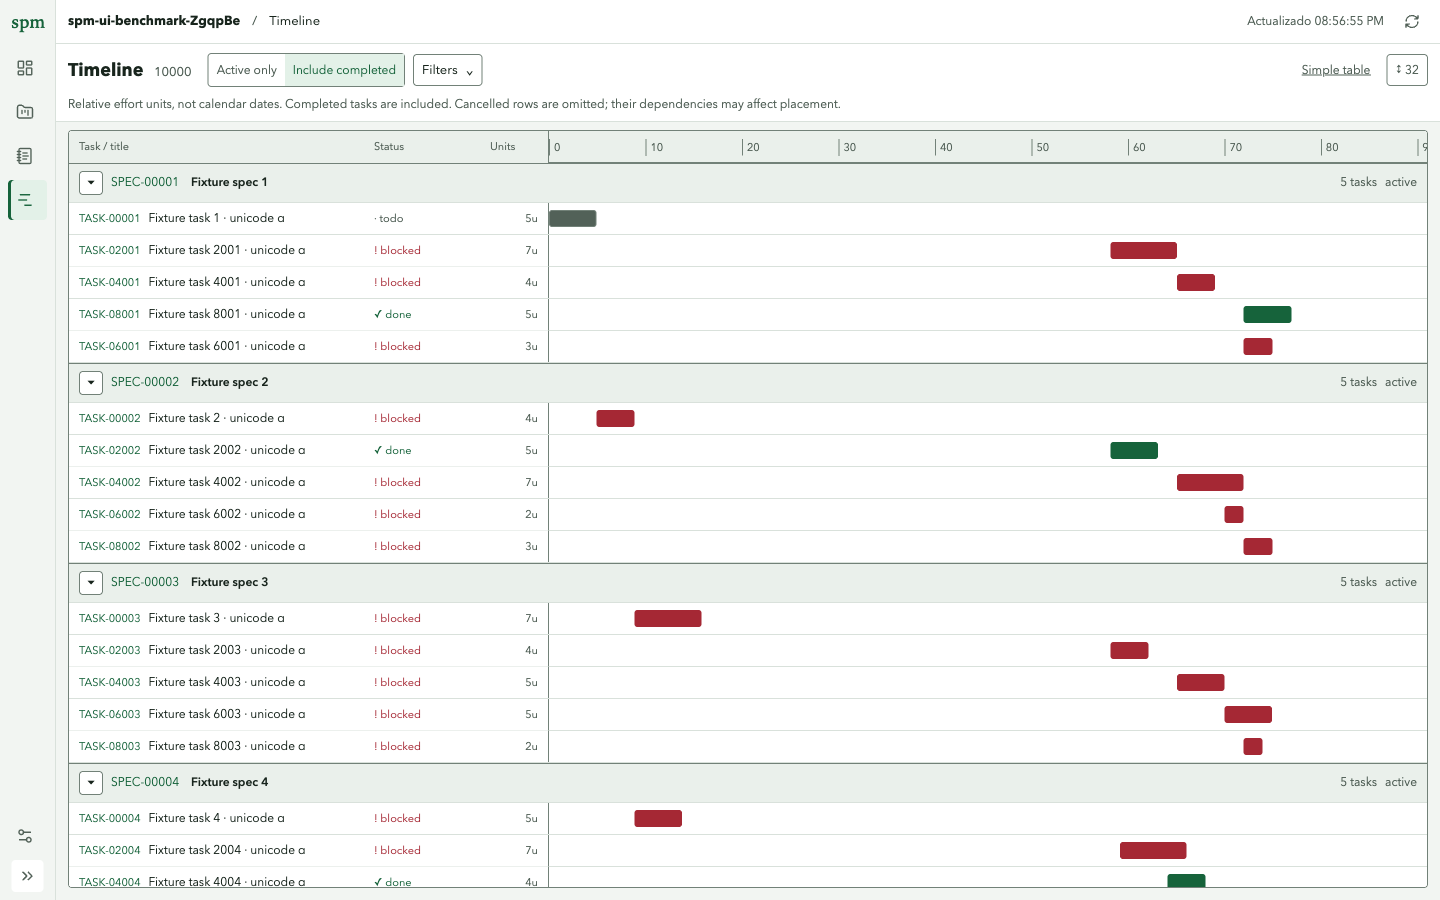 spm
spm-ui-benchmark-ZgqpBe / Timeline
Actualizado 08:56:55 PM
Timeline 10000 Active only Include completed Filters
Simple table ↕ 32
Relative effort units, not calendar dates. Completed tasks are included. Cancelled rows are omitted; their dependencies may affect placement.
Task / title Status Units 0 10 20 30 40 50 60 70 80
SPEC-00001 Fixture spec 1 5 tasks active
TASK-00001 Fixture task 1 · unicode α · todo 5u
TASK-02001 Fixture task 2001 · unicode α ! blocked 7u
TASK-04001 Fixture task 4001 · unicode α ! blocked 4u
TASK-08001 Fixture task 8001 · unicode α ✓ done 5u
TASK-06001 Fixture task 6001 · unicode α ! blocked 3u
SPEC-00002 Fixture spec 2 5 tasks active
TASK-00002 Fixture task 2 · unicode α ! blocked 4u
TASK-02002 Fixture task 2002 · unicode α ✓ done 5u
TASK-04002 Fixture task 4002 · unicode α ! blocked 7u
TASK-06002 Fixture task 6002 · unicode α ! blocked 2u
TASK-08002 Fixture task 8002 · unicode α ! blocked 3u
SPEC-00003 Fixture spec 3 5 tasks active
TASK-00003 Fixture task 3 · unicode α ! blocked 7u
TASK-02003 Fixture task 2003 · unicode α ! blocked 4u
TASK-04003 Fixture task 4003 · unicode α ! blocked 5u
TASK-06003 Fixture task 6003 · unicode α ! blocked 5u
TASK-08003 Fixture task 8003 · unicode α ! blocked 2u
SPEC-00004 Fixture spec 4 5 tasks active
TASK-00004 Fixture task 4 · unicode α ! blocked 5u
TASK-02004 Fixture task 2004 · unicode α ! blocked 7u
TASK-04004 Fixture task 4004 · unicode α ✓ done 4u